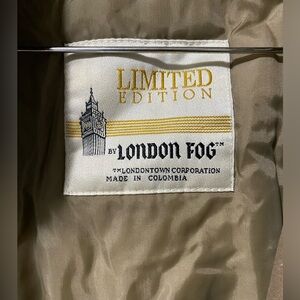 LIMITED
EDITION
BY LONDON FOG™
™LONDONTOWN CORPORATION
MADE IN COLOMBIA